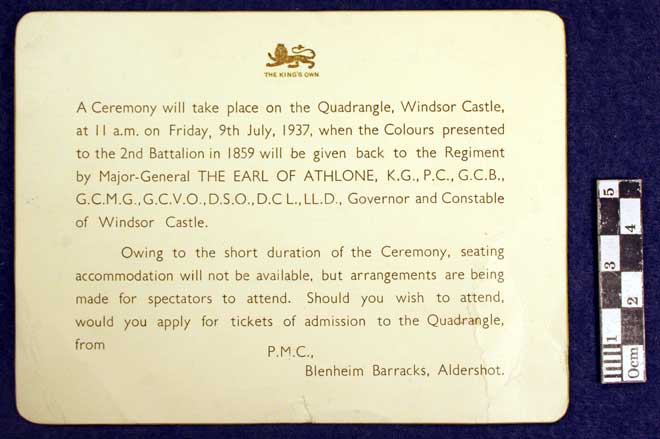 THE KING'S OWN
A Ceremony will take place on the Quadrangle, Windsor Castle,
at 11 a.m. on Friday, 9th July, 1937, when the Colours presented
to the 2nd Battalion in 1859 will be given back to the Regiment
by Major-General THE EARL OF ATHLONE, K.G., P.C., G.C.B.,
G.C.M.G., G.C.V.O., D.S.O., D.C L., LL.D., Governor and Constable
of Windsor Castle.
Owing to the short duration of the Ceremony, seating
accommodation will not be available, but arrangements are being
made for spectators to attend. Should you wish to attend,
would you apply for tickets of admission to the Quadrangle,
from
P.M.C.,
Blenheim Barracks, Aldershot.
5
4
3
2
1
0cm